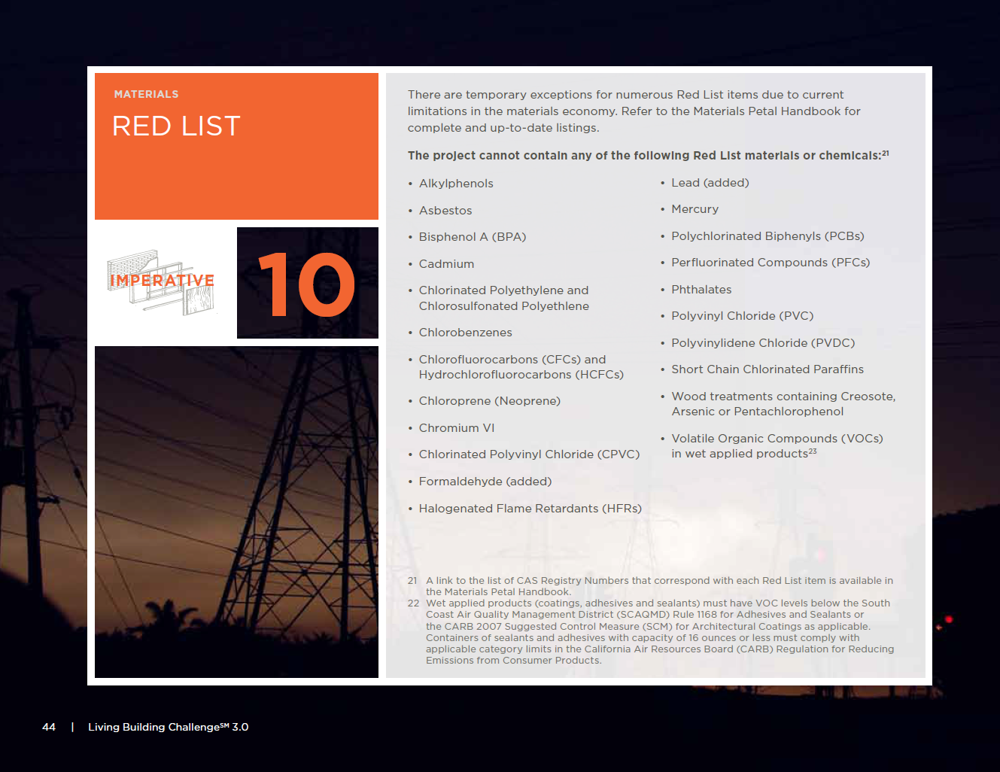 MATERIALS
RED LIST
IMPERATIVE
10
There are temporary exceptions for numerous Red List items due to current
limitations in the materials economy. Refer to the Materials Petal Handbook for
complete and up-to-date listings.
The project cannot contain any of the following Red List materials or chemicals:²¹
• Alkylphenols
• Asbestos
• Bisphenol A (BPA)
• Cadmium
• Chlorinated Polyethylene and
Chlorosulfonated Polyethlene
• Chlorobenzenes
• Chlorofluorocarbons (CFCs) and
Hydrochlorofluorocarbons (HCFCs)
• Chloroprene (Neoprene)
• Chromium VI
• Chlorinated Polyvinyl Chloride (CPVC)
• Formaldehyde (added)
• Halogenated Flame Retardants (HFRs)
• Lead (added)
• Mercury
• Polychlorinated Biphenyls (PCBs)
• Perfluorinated Compounds (PFCs)
• Phthalates
• Polyvinyl Chloride (PVC)
• Polyvinylidene Chloride (PVDC)
• Short Chain Chlorinated Paraffins
• Wood treatments containing Creosote,
Arsenic or Pentachlorophenol
• Volatile Organic Compounds (VOCs)
in wet applied products²³
21 A link to the list of CAS Registry Numbers that correspond with each Red List item is available in
the Materials Petal Handbook.
22 Wet applied products (coatings, adhesives and sealants) must have VOC levels below the South
Coast Air Quality Management District (SCAQMD) Rule 1168 for Adhesives and Sealants or
the CARB 2007 Suggested Control Measure (SCM) for Architectural Coatings as applicable.
Containers of sealants and adhesives with capacity of 16 ounces or less must comply with
applicable category limits in the California Air Resources Board (CARB) Regulation for Reducing
Emissions from Consumer Products.
44 | Living Building Challenge℠ 3.0